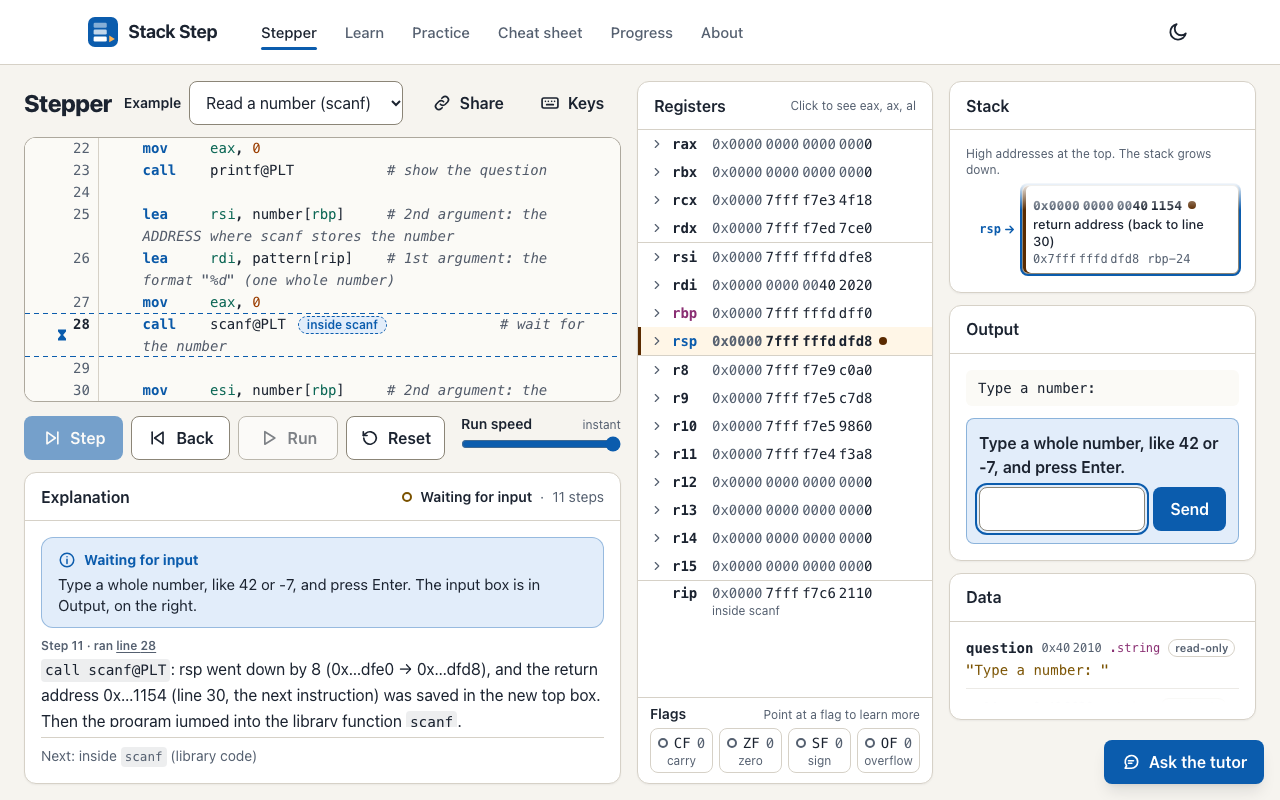 Stack Step
Stepper Learn Practice Cheat sheet Progress About
Stepper Example Read a number (scanf) Share Keys
22 mov eax, 0
23 call printf@PLT # show the question
24
25 lea rsi, number[rbp] # 2nd argument: the
ADDRESS where scanf stores the number
26 lea rdi, pattern[rip] # 1st argument: the
format "%d" (one whole number)
27 mov eax, 0
28 call scanf@PLT inside scanf # wait for
the number
29
30 mov esi, number[rbp] # 2nd argument: the
Step Back Run Reset Run speed instant
Explanation Waiting for input · 11 steps
Waiting for input
Type a whole number, like 42 or -7, and press Enter. The input box is in
Output, on the right.
Step 11 · ran line 28
call scanf@PLT: rsp went down by 8 (0x…dfe0 → 0x…dfd8), and the return
address 0x…1154 (line 30, the next instruction) was saved in the new top box.
Then the program jumped into the library function scanf.
Next: inside scanf (library code)
Registers Click to see eax, ax, al
rax 0x0000 0000 0000 0000
rbx 0x0000 0000 0000 0000
rcx 0x0000 7fff f7e3 4f18
rdx 0x0000 7fff f7ed 7ce0
rsi 0x0000 7fff fffd dfe8
rdi 0x0000 0000 0040 2020
rbp 0x0000 7fff fffd dff0
rsp 0x0000 7fff fffd dfd8
r8 0x0000 7fff f7e9 c0a0
r9 0x0000 7fff f7e5 c7d8
r10 0x0000 7fff f7e5 9860
r11 0x0000 7fff f7e4 f3a8
r12 0x0000 0000 0000 0000
r13 0x0000 0000 0000 0000
r14 0x0000 0000 0000 0000
r15 0x0000 0000 0000 0000
rip 0x0000 7fff f7c6 2110
inside scanf
Flags Point at a flag to learn more
CF 0 ZF 0 SF 0 OF 0
carry zero sign overflow
Stack
High addresses at the top. The stack grows
down.
0x0000 0000 0040 1154
rsp → return address (back to line
30)
0x7fff fffd dfd8 rbp−24
Output
Type a number:
Type a whole number, like 42 or
-7, and press Enter.
Send
Data
question 0x40 2010 .string read-only
"Type a number: "
Ask the tutor